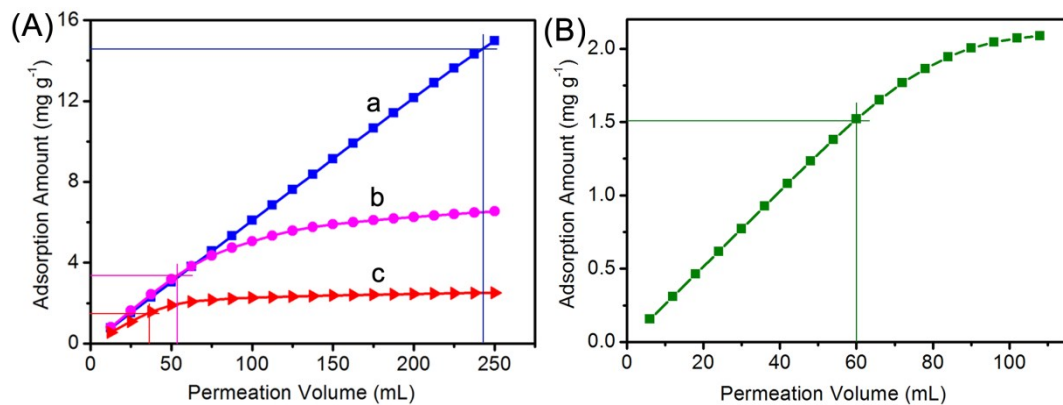 (A)
Adsorption Amount (mg g⁻¹)
16
12
8
4
0
a
b
c
0 50 100 150 200 250
Permeation Volume (mL)
(B)
Adsorption Amount (mg g⁻¹)
2.0
1.5
1.0
0.5
0.0
0 20 40 60 80 100
Permeation Volume (mL)